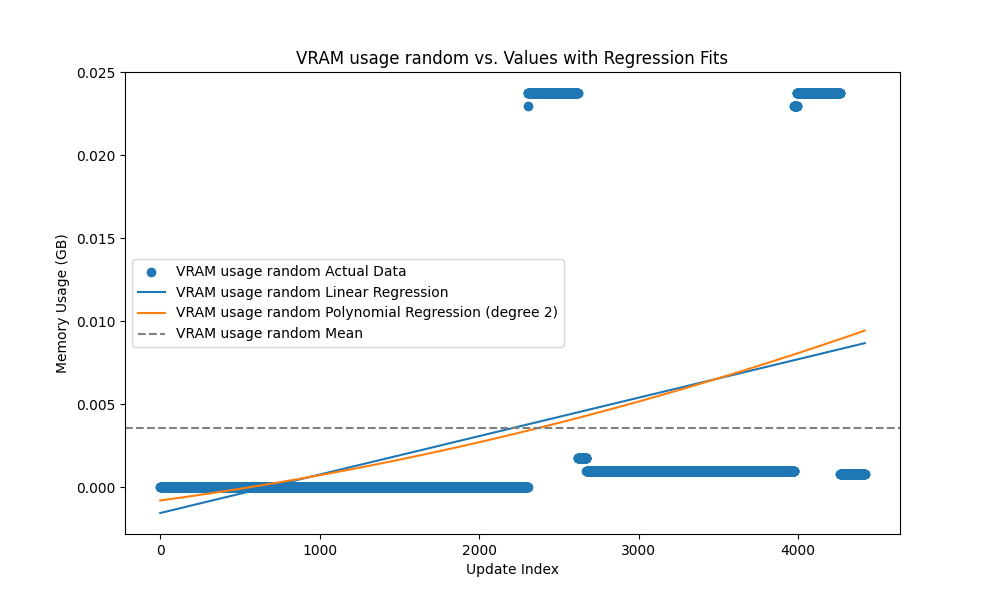 VRAM usage random vs. Values with Regression Fits
0.025
0.020
0.015
0.010
0.005
0.000
Memory Usage (GB)
VRAM usage random Actual Data
VRAM usage random Linear Regression
VRAM usage random Polynomial Regression (degree 2)
VRAM usage random Mean
0 1000 2000 3000 4000
Update Index